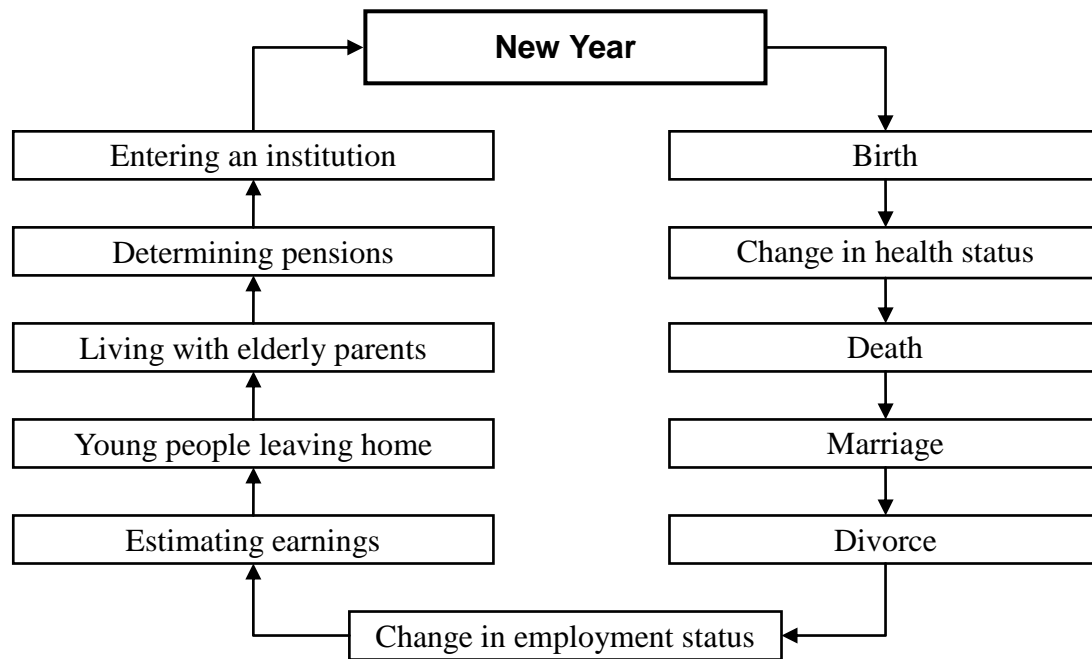 New Year
Birth
Change in health status
Death
Marriage
Divorce
Change in employment status
Estimating earnings
Young people leaving home
Living with elderly parents
Determining pensions
Entering an institution